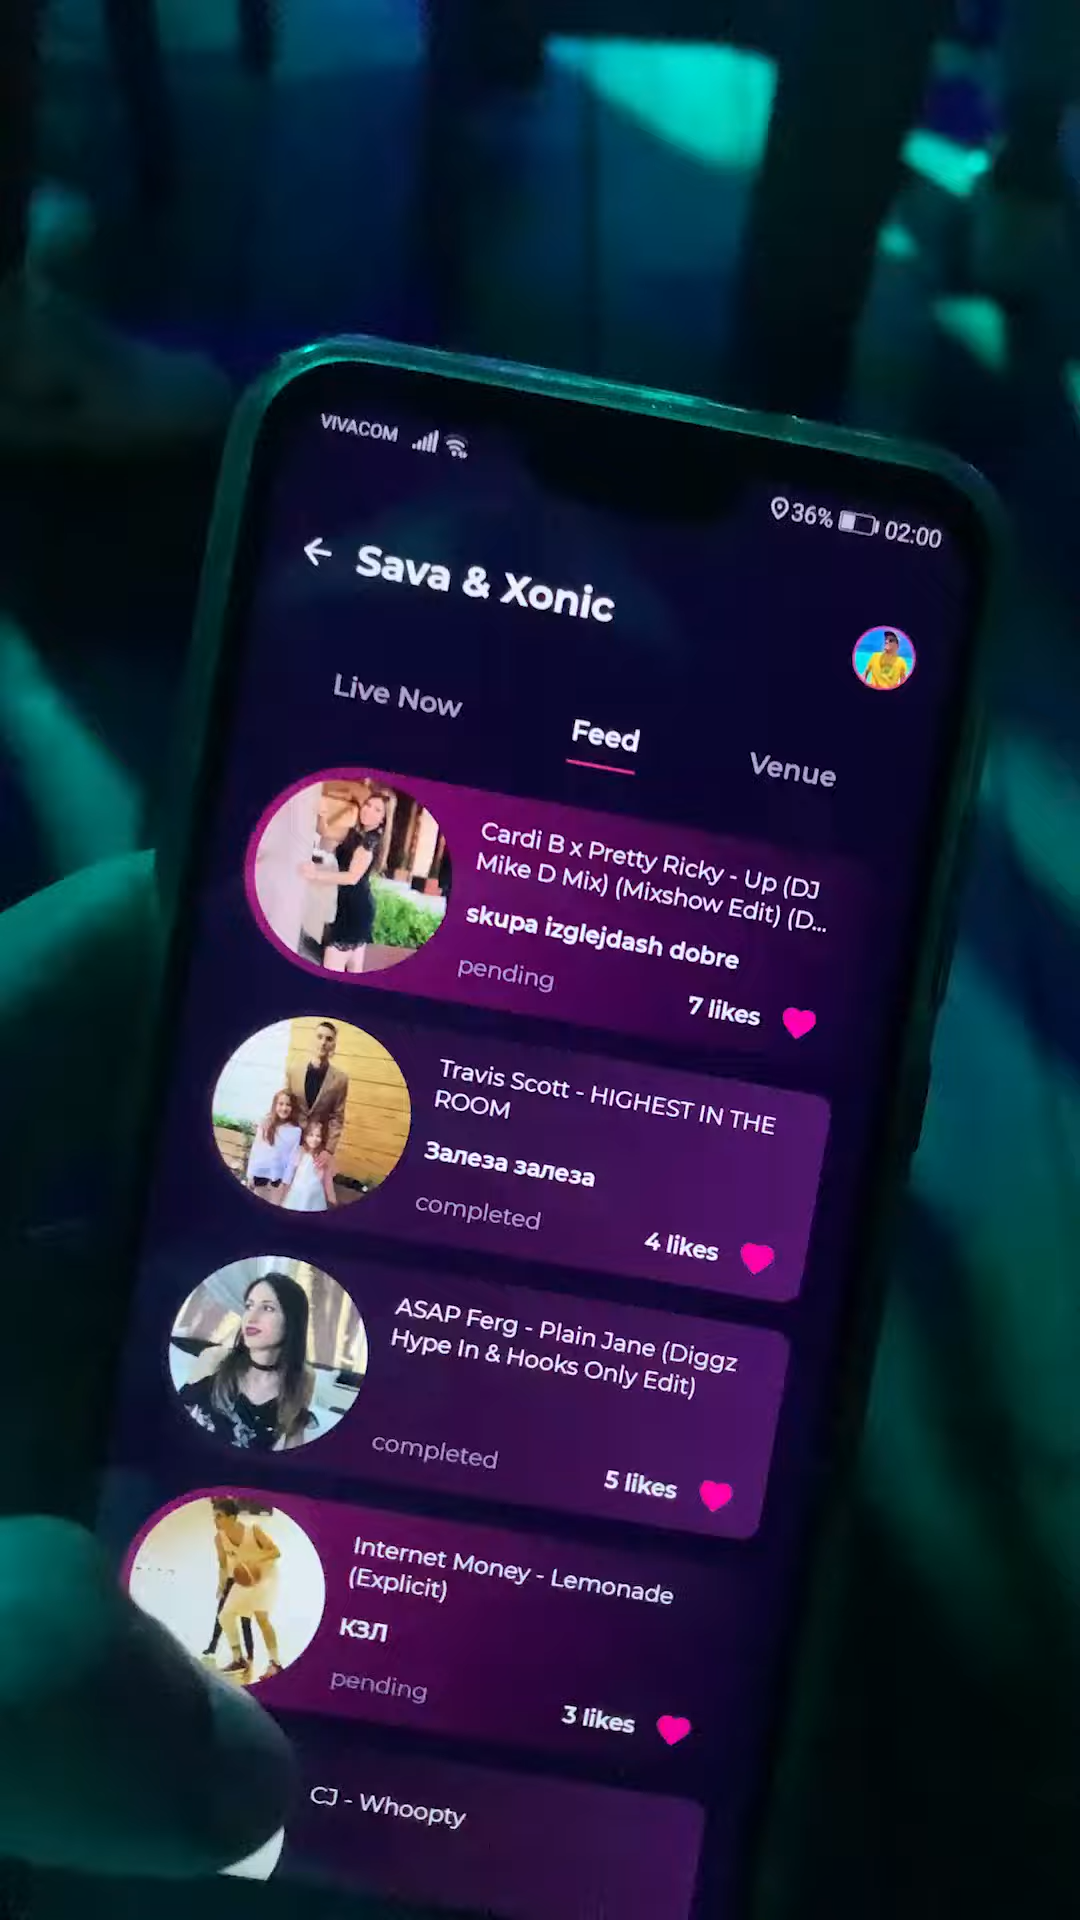 VIVACOM
36% 02:00
Sava & Xonic
Live Now
Feed
Venue
Cardi B x Pretty Ricky - Up (DJ
Mike D Mix) (Mixshow Edit) (D...
skupa izglejdash dobre
pending
7 likes
Travis Scott - HIGHEST IN THE
ROOM
Залеза залеза
completed
4 likes
ASAP Ferg - Plain Jane (Diggz
Hype In & Hooks Only Edit)
completed
5 likes
Internet Money - Lemonade
(Explicit)
КЗЛ
pending
3 likes
CJ - Whoopty